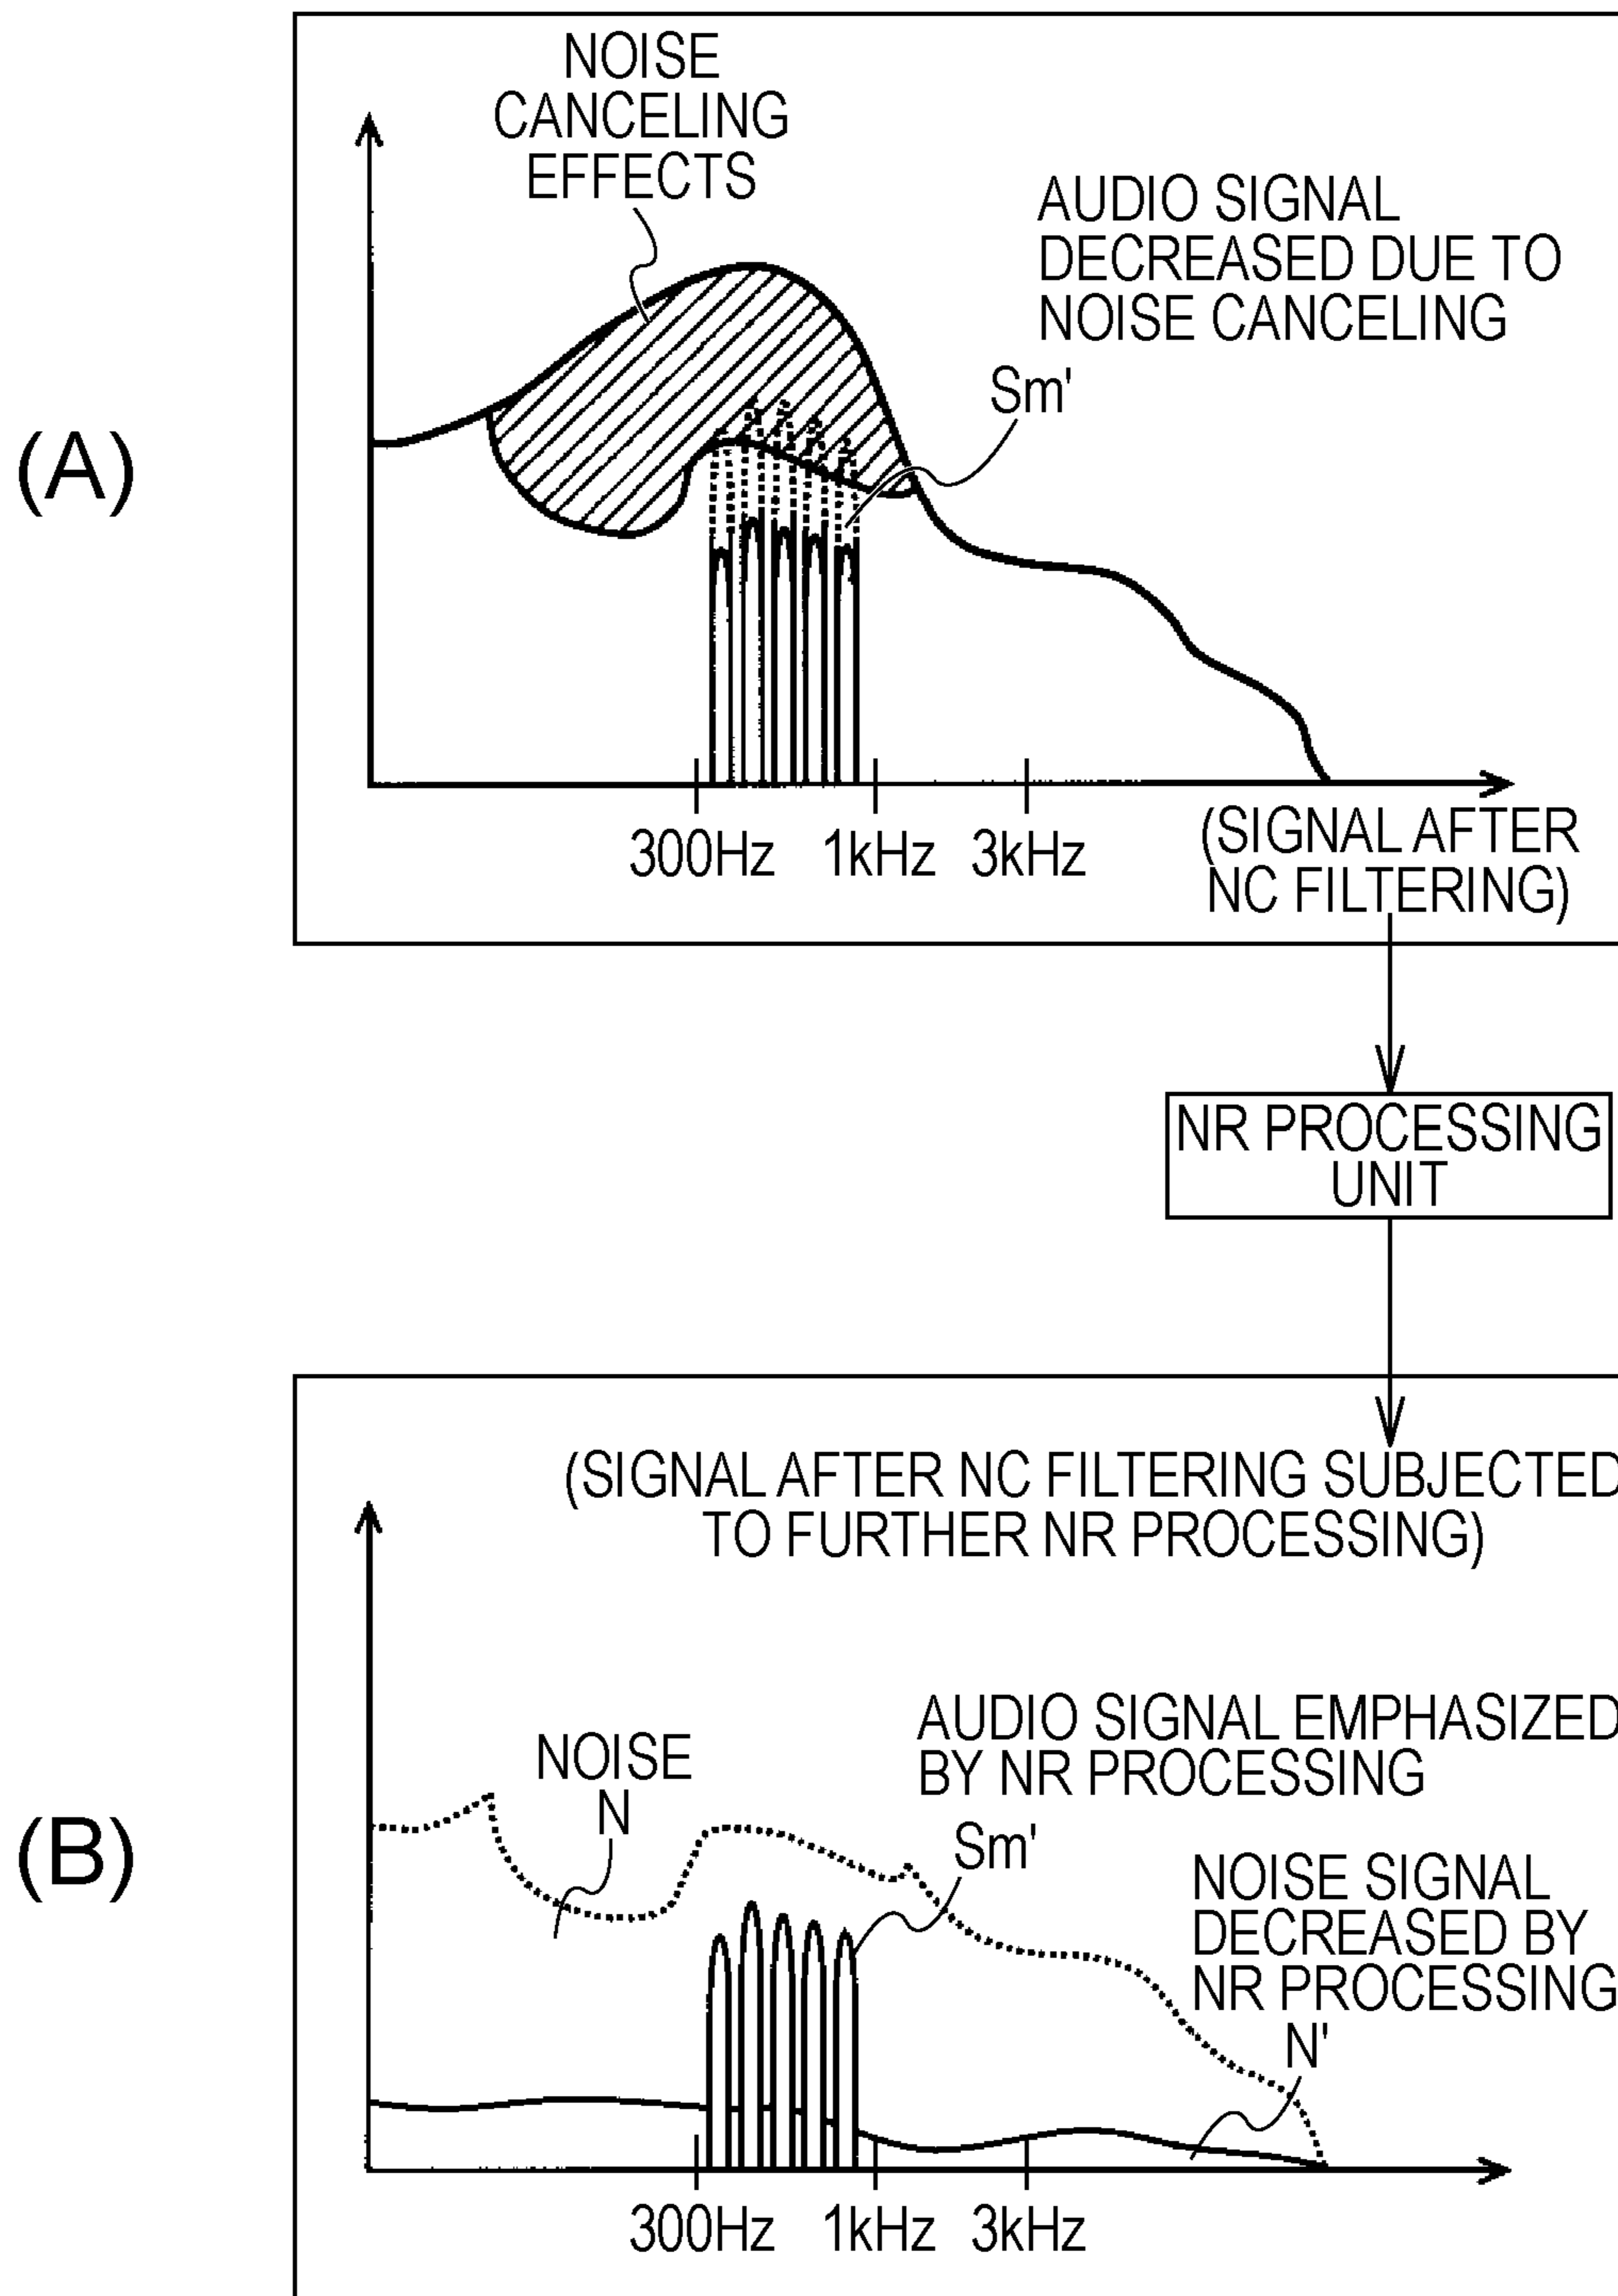 (A)
NOISE
CANCELING
EFFECTS
AUDIO SIGNAL
DECREASED DUE TO
NOISE CANCELING
Sm'
300Hz 1kHz 3kHz
(SIGNAL AFTER
NC FILTERING)
NR PROCESSING
UNIT
(B)
(SIGNAL AFTER NC FILTERING SUBJECTED
TO FURTHER NR PROCESSING)
AUDIO SIGNAL EMPHASIZED
BY NR PROCESSING
Sm'
NOISE
N
NOISE SIGNAL
DECREASED BY
NR PROCESSING
N'
300Hz 1kHz 3kHz